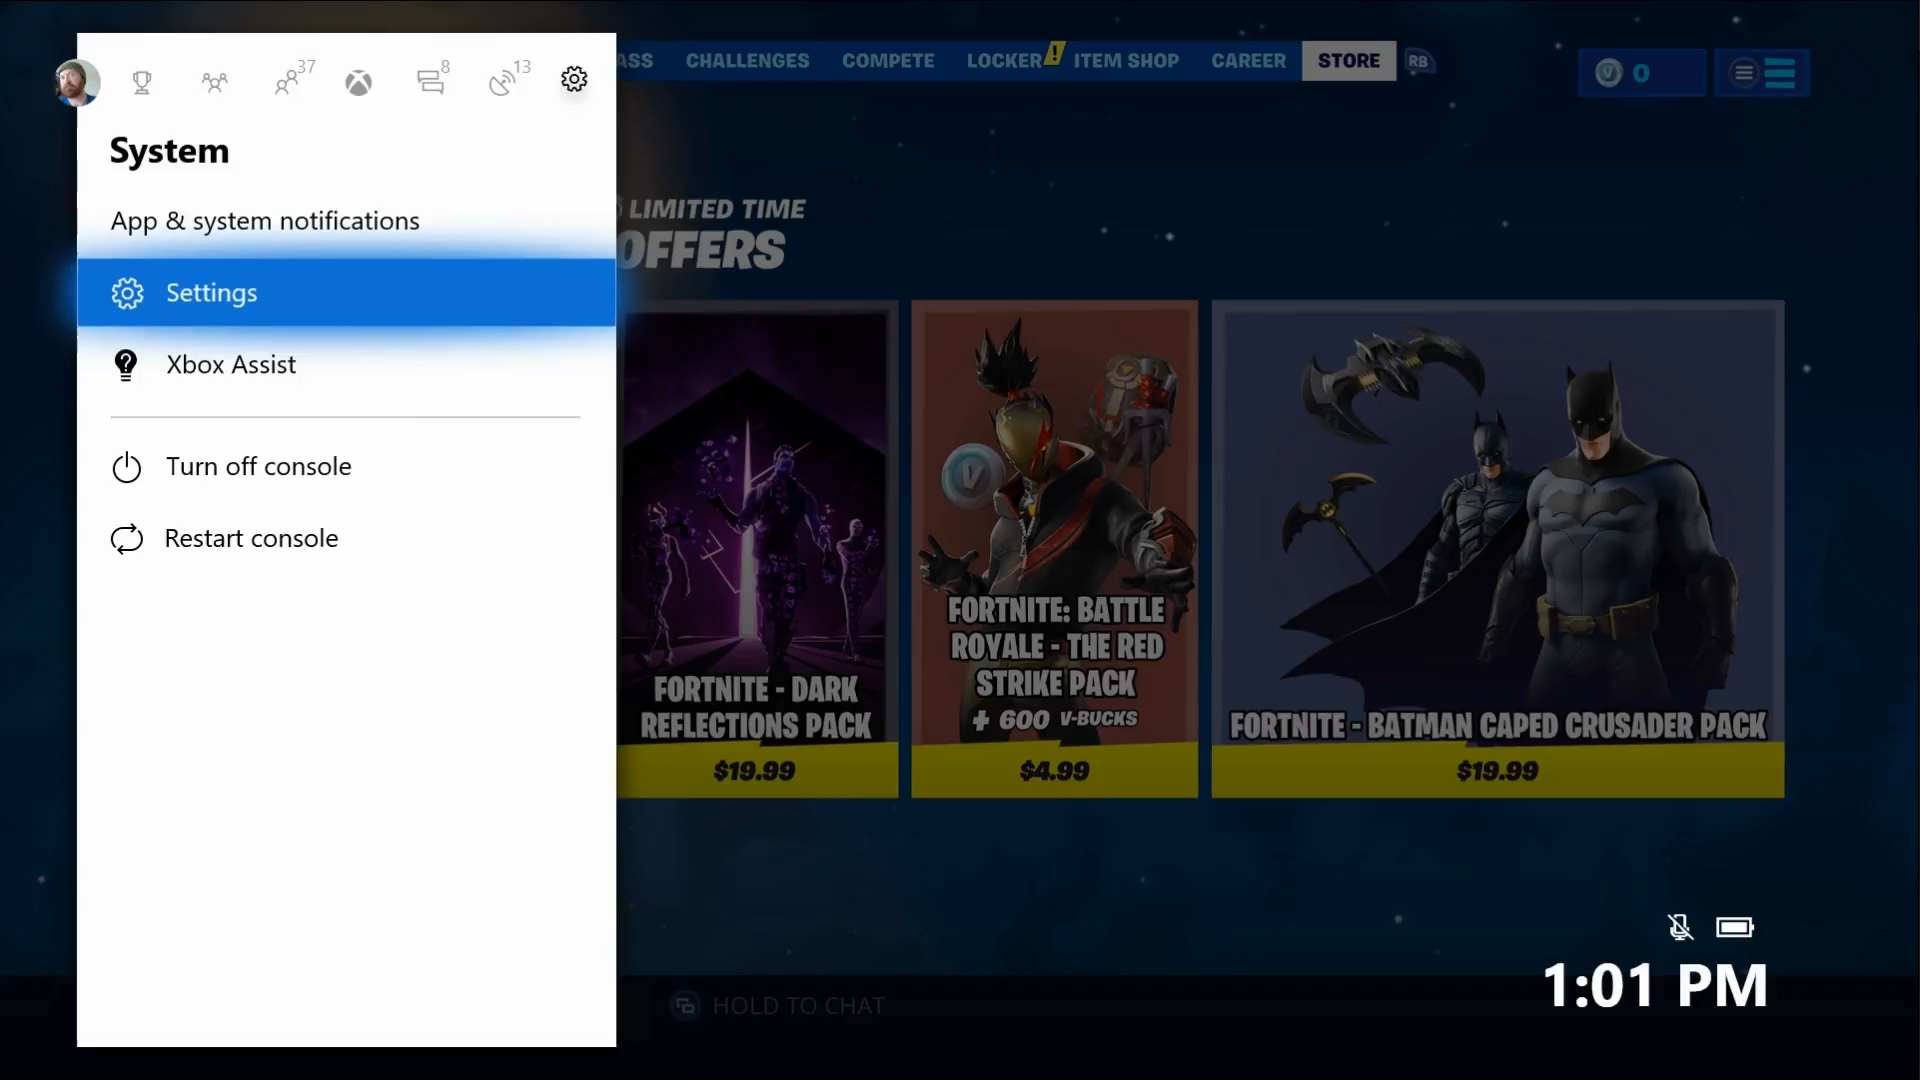 37
8
13
System
App & system notifications
Settings
Xbox Assist
Turn off console
Restart console
ASS CHALLENGES COMPETE LOCKER ! ITEM SHOP CAREER STORE RB
V 0
LIMITED TIME
OFFERS
FORTNITE - DARK
REFLECTIONS PACK
$19.99
V
FORTNITE: BATTLE
ROYALE - THE RED
STRIKE PACK
+ 600 V-BUCKS
$4.99
FORTNITE - BATMAN CAPED CRUSADER PACK
$19.99
HOLD TO CHAT
1:01 PM